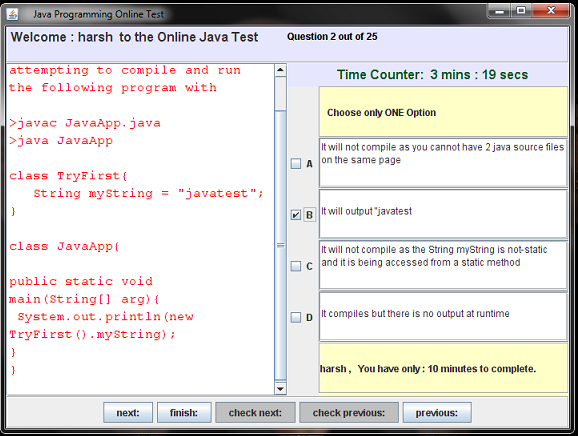 Java Programming Online Test
Welcome : harsh to the Online Java Test
Question 2 out of 25
attempting to compile and run
the following program with
>javac JavaApp.java
>java JavaApp
class TryFirst{
String myString = "javatest";
}
class JavaApp{
public static void
main(String[] arg){
System.out.println(new
TryFirst().myString);
}
}
Time Counter: 3 mins : 19 secs
Choose only ONE Option
A
It will not compile as you cannot have 2 java source files
on the same page
B
It will output "javatest
C
It will not compile as the String myString is not-static
and it is being accessed from a static method
D
It compiles but there is no output at runtime
harsh , You have only : 10 minutes to complete.
next:
finish:
check next:
check previous:
previous: